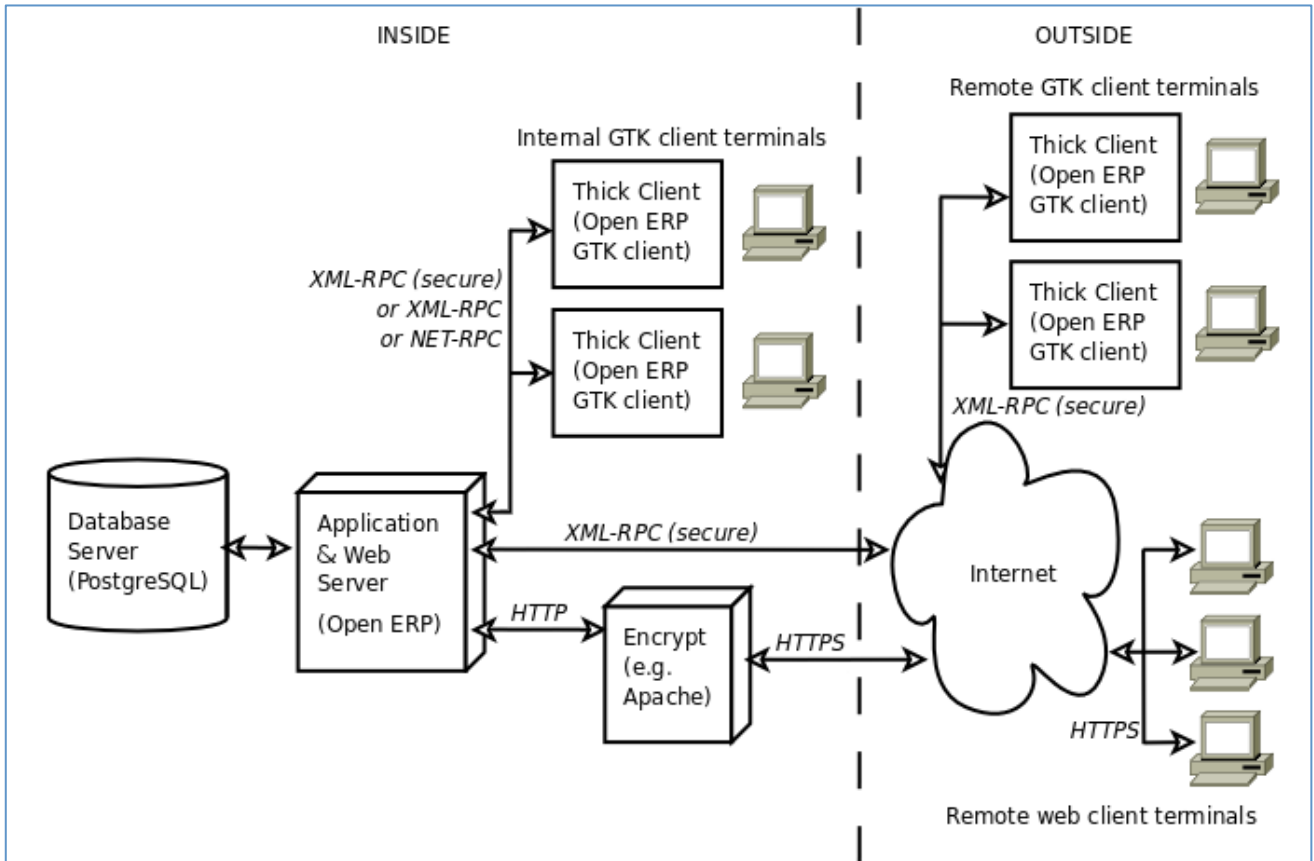 INSIDE
OUTSIDE
Remote GTK client terminals
Internal GTK client terminals
Thick Client
(Open ERP
GTK client)
Thick Client
(Open ERP
GTK client)
XML-RPC (secure)
or XML-RPC
or NET-RPC
Thick Client
(Open ERP
GTK client)
Thick Client
(Open ERP
GTK client)
XML-RPC (secure)
Database
Server
(PostgreSQL)
Application
& Web
Server
(Open ERP)
XML-RPC (secure)
Internet
HTTP
Encrypt
(e.g.
Apache)
HTTPS
HTTPS
Remote web client terminals